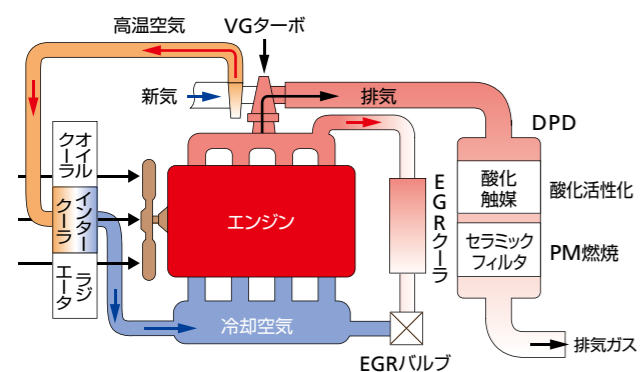 高温空気
VGターボ
新気
排気
DPD
オイル
クーラ
インター
クーラ
ラジ
エータ
エンジン
EGRクーラ
酸化
触媒
酸化活性化
セラミック
フィルタ
PM燃焼
冷却空気
EGRバルブ
排気ガス